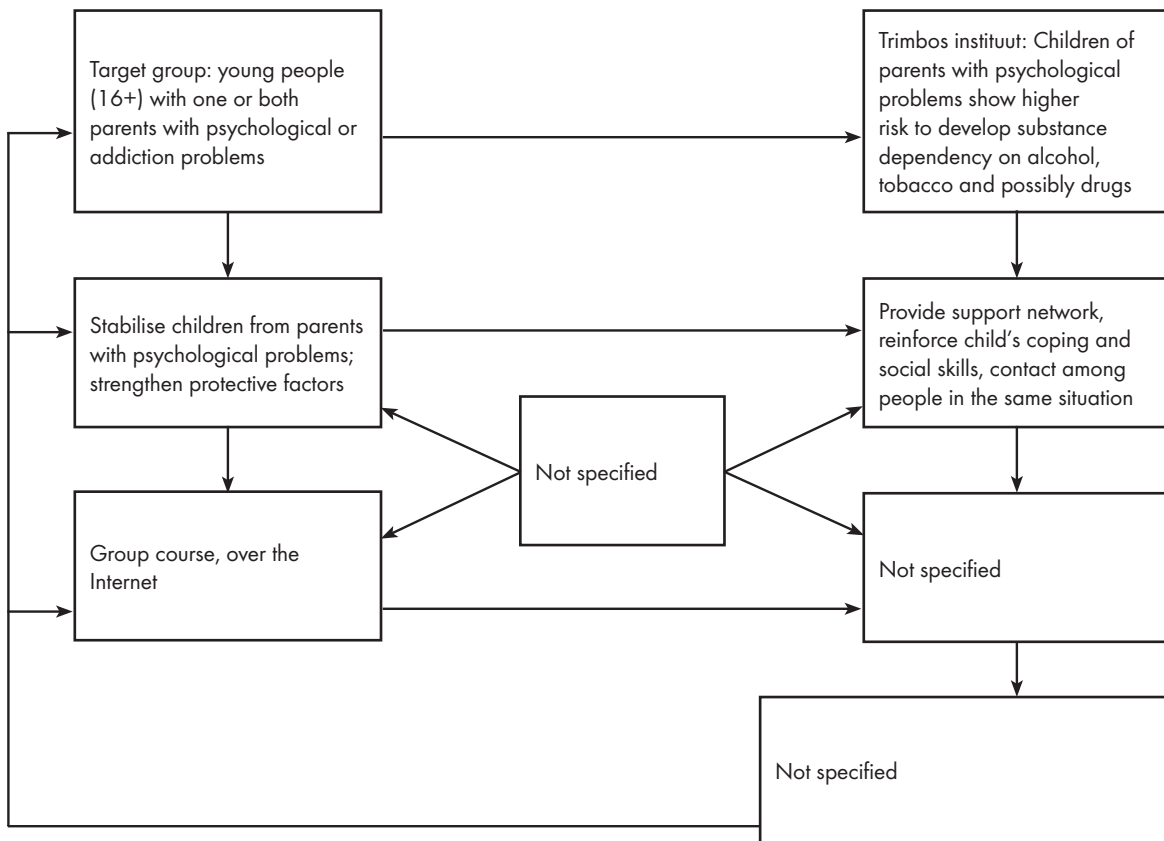 Target group: young people
(16+) with one or both
parents with psychological or
addiction problems
Trimbos instituut: Children of
parents with psychological
problems show higher
risk to develop substance
dependency on alcohol,
tobacco and possibly drugs
Stabilise children from parents
with psychological problems;
strengthen protective factors
Provide support network,
reinforce child’s coping and
social skills, contact among
people in the same situation
Not specified
Group course, over the
Internet
Not specified
Not specified